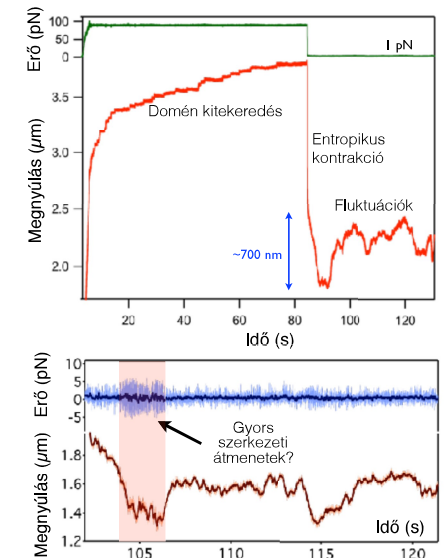 Erő (pN)
100
50
0
1 pN
Megnyúlás (µm)
3.5
3.0
2.5
2.0
Domén kitekeredés
Entropikus
kontrakció
Fluktuációk
~700 nm
20 40 60 80 100 120
Idő (s)
Erő (pN)
10
5
0
-5
Gyors
szerkezeti
átmenetek?
Megnyúlás (µm)
1.8
1.6
1.4
1.2
Idő (s)
105 110 115 120